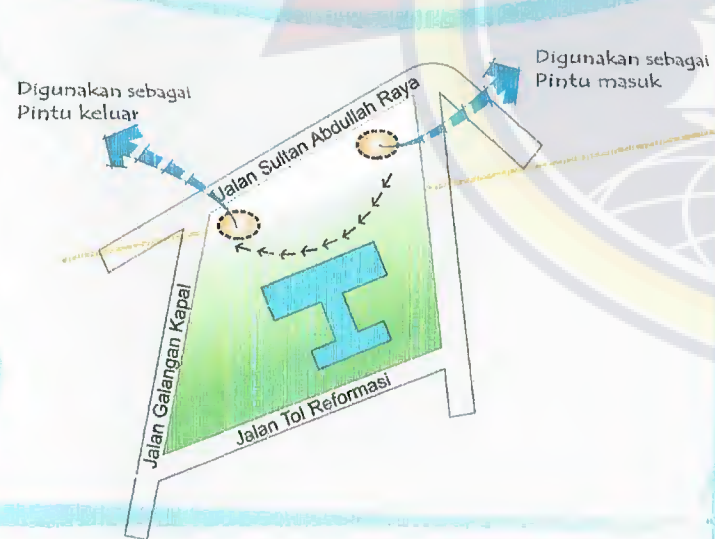 Digunakan sebagai
Pintu keluar
Digunakan sebagai
Pintu masuk
Jalan Sultan Abdullah Raya
Jalan Galangan Kapal
Jalan Tol Reformasi